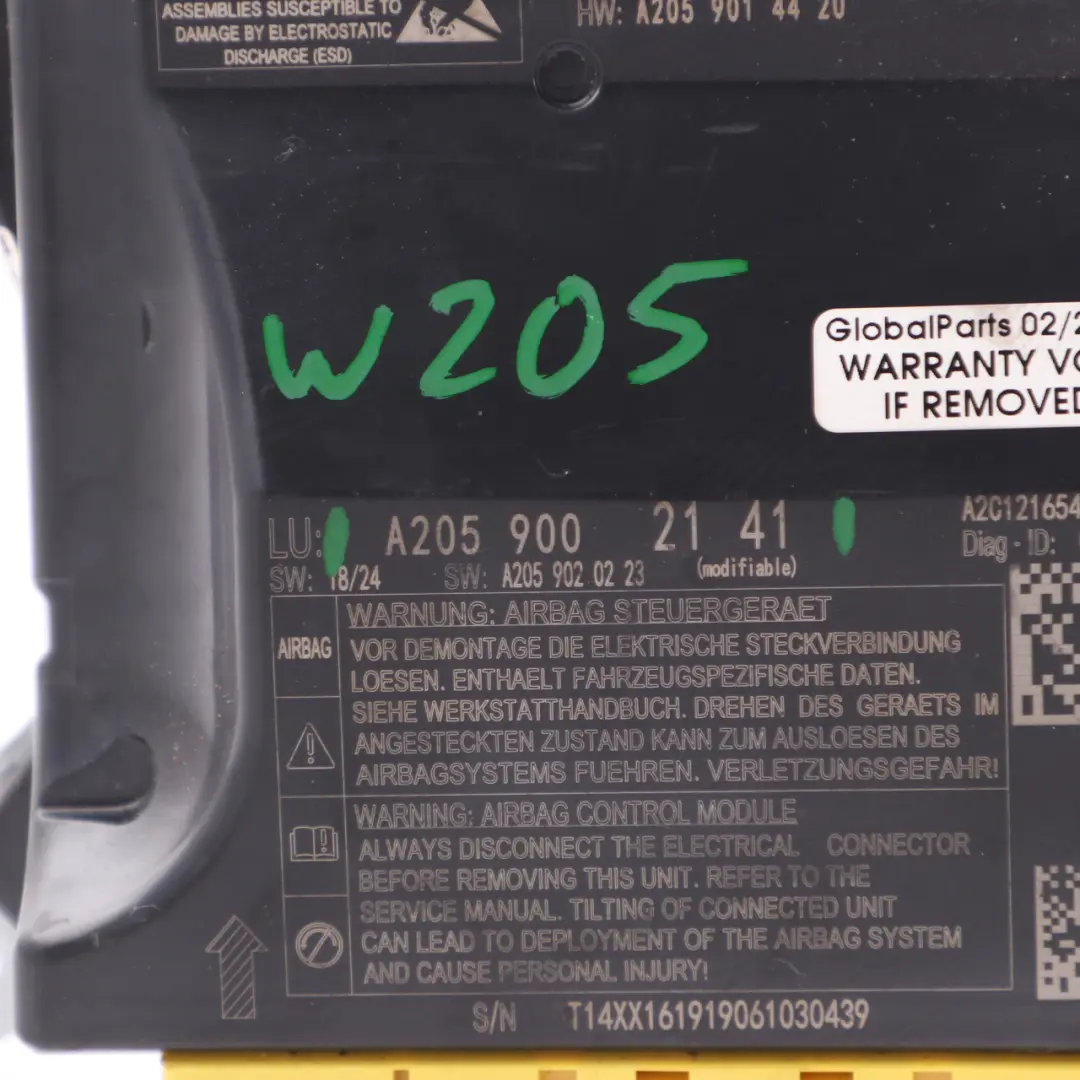 ASSEMBLIES SUSCEPTIBLE TO
DAMAGE BY ELECTROSTATIC
DISCHARGE (ESD)
HW: A205 901 44 20
W205
GlobalParts 02/2
WARRANTY VO
IF REMOVED
LU: A205 900 21 41
A2C121654
Diag - ID:
SW: 18/24 SW: A205 902 02 23 (modifiable)
AIRBAG
WARNUNG: AIRBAG STEUERGERAET
VOR DEMONTAGE DIE ELEKTRISCHE STECKVERBINDUNG
LOESEN. ENTHAELT FAHRZEUGSPEZIFISCHE DATEN.
SIEHE WERKSTATTHANDBUCH. DREHEN DES GERAETS IM
ANGESTECKTEN ZUSTAND KANN ZUM AUSLOESEN DES
AIRBAGSYSTEMS FUEHREN. VERLETZUNGSGEFAHR!
WARNING: AIRBAG CONTROL MODULE
ALWAYS DISCONNECT THE ELECTRICAL CONNECTOR
BEFORE REMOVING THIS UNIT. REFER TO THE
SERVICE MANUAL. TILTING OF CONNECTED UNIT
CAN LEAD TO DEPLOYMENT OF THE AIRBAG SYSTEM
AND CAUSE PERSONAL INJURY!
S/N T14XX161919061030439